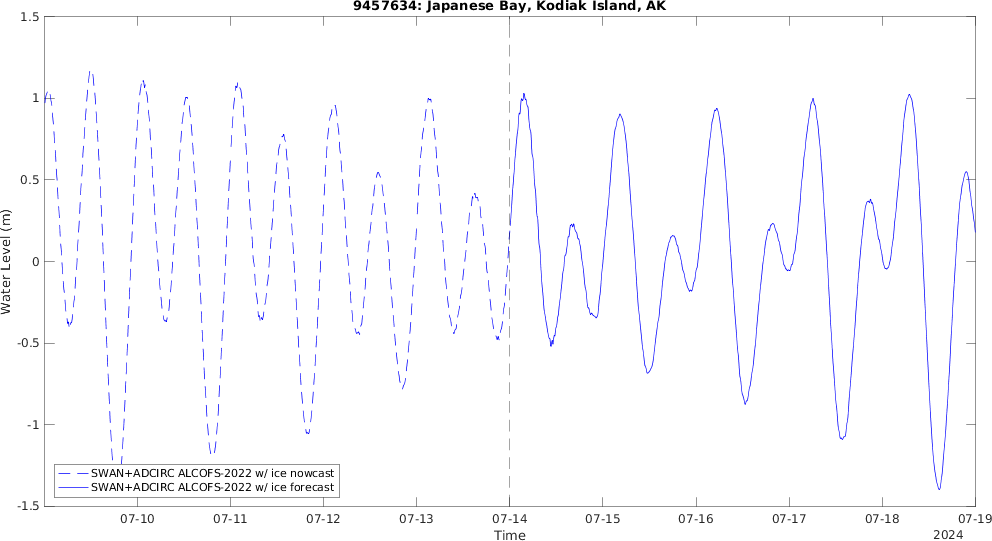 9457634: Japanese Bay, Kodiak Island, AK
1.5
1
0.5
0
-0.5
-1
-1.5
Water Level (m)
SWAN+ADCIRC ALCOFS-2022 w/ ice nowcast
SWAN+ADCIRC ALCOFS-2022 w/ ice forecast
07-10 07-11 07-12 07-13 07-14 07-15 07-16 07-17 07-18 07-19
Time
2024